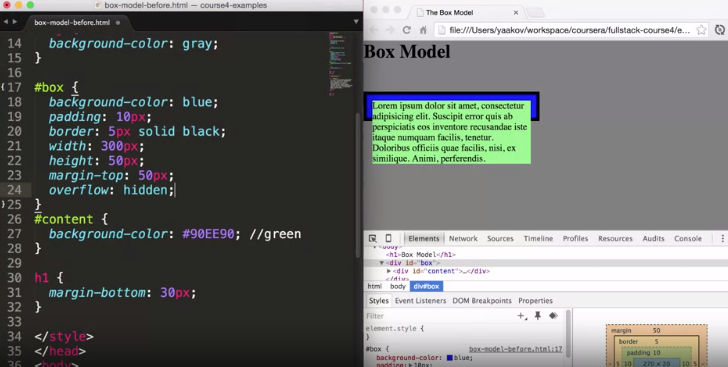 box-model-before.html — course4-examples
box-model-before.html
14 background-color: gray;
15 }
16
17 #box {
18 background-color: blue;
19 padding: 10px;
20 border: 5px solid black;
21 width: 300px;
22 height: 50px;
23 margin-top: 50px;
24 overflow: hidden;
25 }
26 #content {
27 background-color: #90EE90; //green
28 }
29
30 h1 {
31 margin-bottom: 30px;
32 }
33
34 </style>
35 </head>
36 <body>
The Box Model
file:///Users/yaakov/workspace/coursera/fullstack-course4/e...
Box Model
Lorem ipsum dolor sit amet, consectetur
adipisicing elit. Suscipit error quis ab
perspiciatis eos inventore recusandae iste
itaque numquam facilis, tenetur.
Doloribus officiis quae facilis, nisi, ex
similique. Animi, perferendis.
Elements Network Sources Timeline Profiles Resources Audits Console
<body>
<h1>Box Model</h1>
<div id="box">
<div id="content">…</div>
</div>
html body div#box
Styles Event Listeners DOM Breakpoints Properties
Filter
element.style {
}
#box { box-model-before.html:17
background-color: blue;
padding: 10px;
margin 50
border 5
padding 10
5 10 270 × 20 10 5